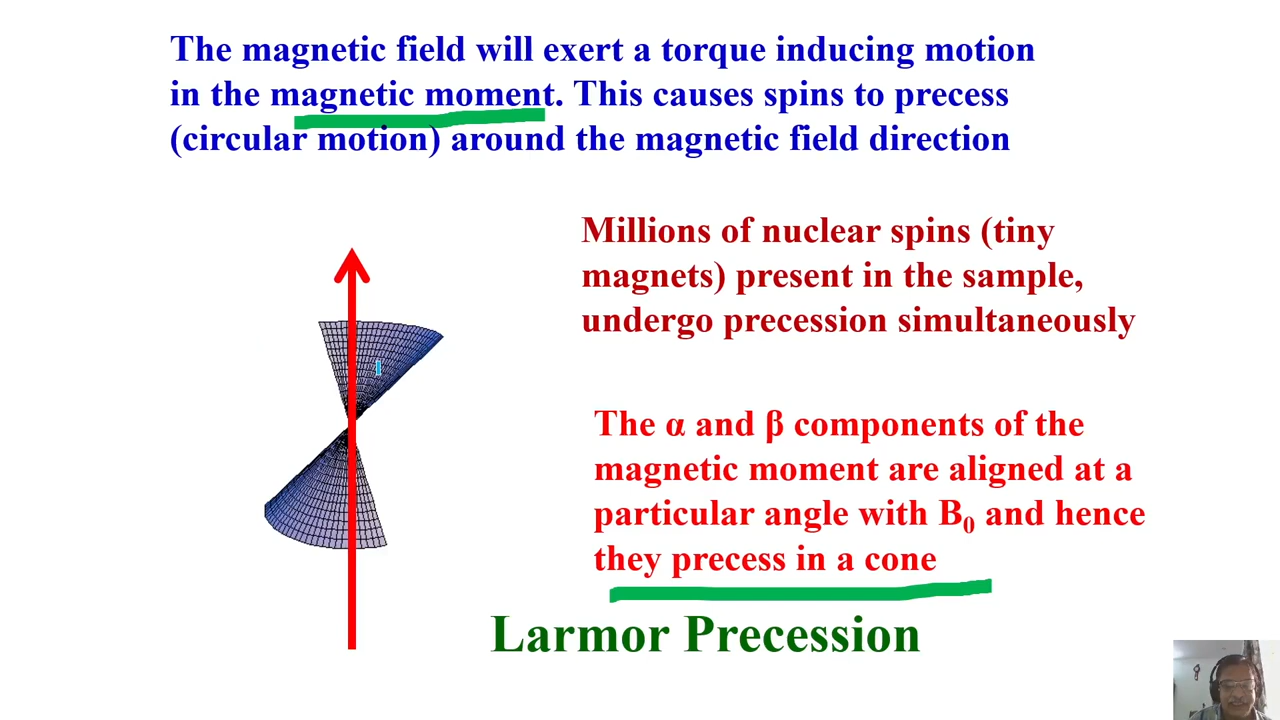 The magnetic field will exert a torque inducing motion
in the magnetic moment. This causes spins to precess
(circular motion) around the magnetic field direction
Millions of nuclear spins (tiny
magnets) present in the sample,
undergo precession simultaneously
The α and β components of the
magnetic moment are aligned at a
particular angle with B₀ and hence
they precess in a cone
Larmor Precession